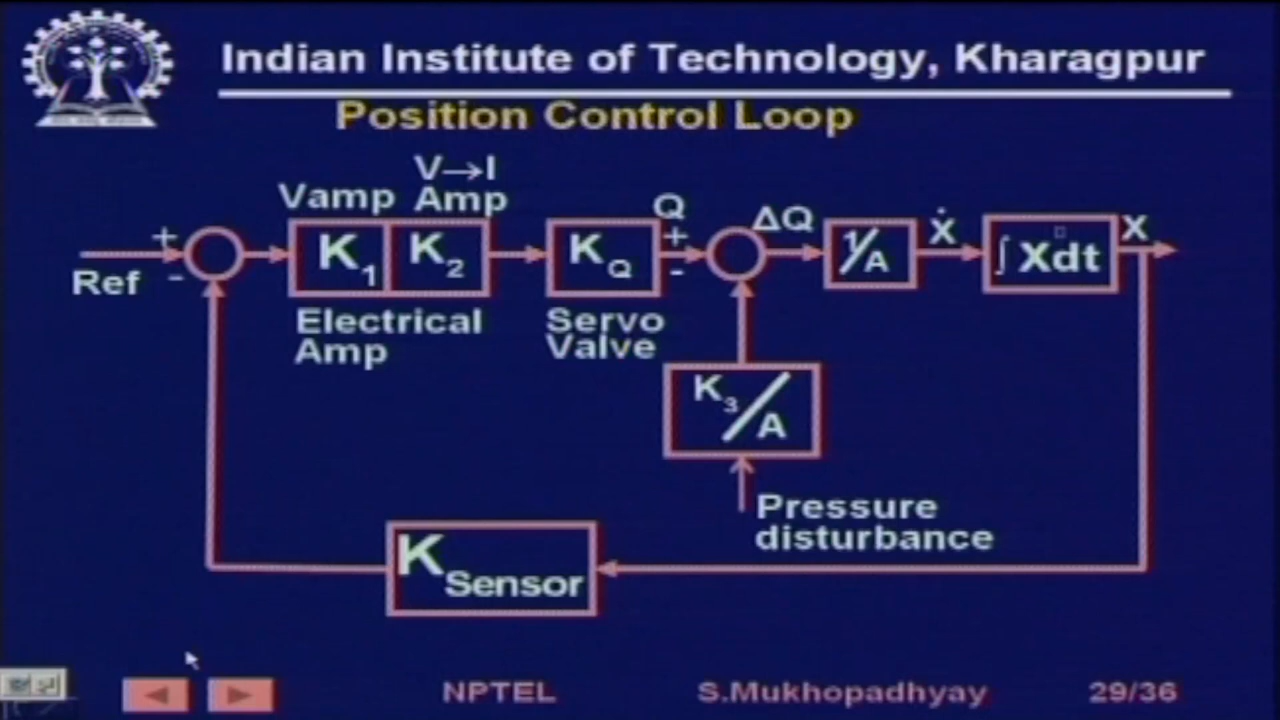 Indian Institute of Technology, Kharagpur
Position Control Loop
V→I
Vamp Amp
Q
ΔQ
Ẋ
X
+
-
Ref
K1
K2
KQ
+
-
1/A
∫Xdt
Electrical
Amp
Servo
Valve
K3/A
Pressure
disturbance
KSensor
NPTEL
S.Mukhopadhyay
29/36